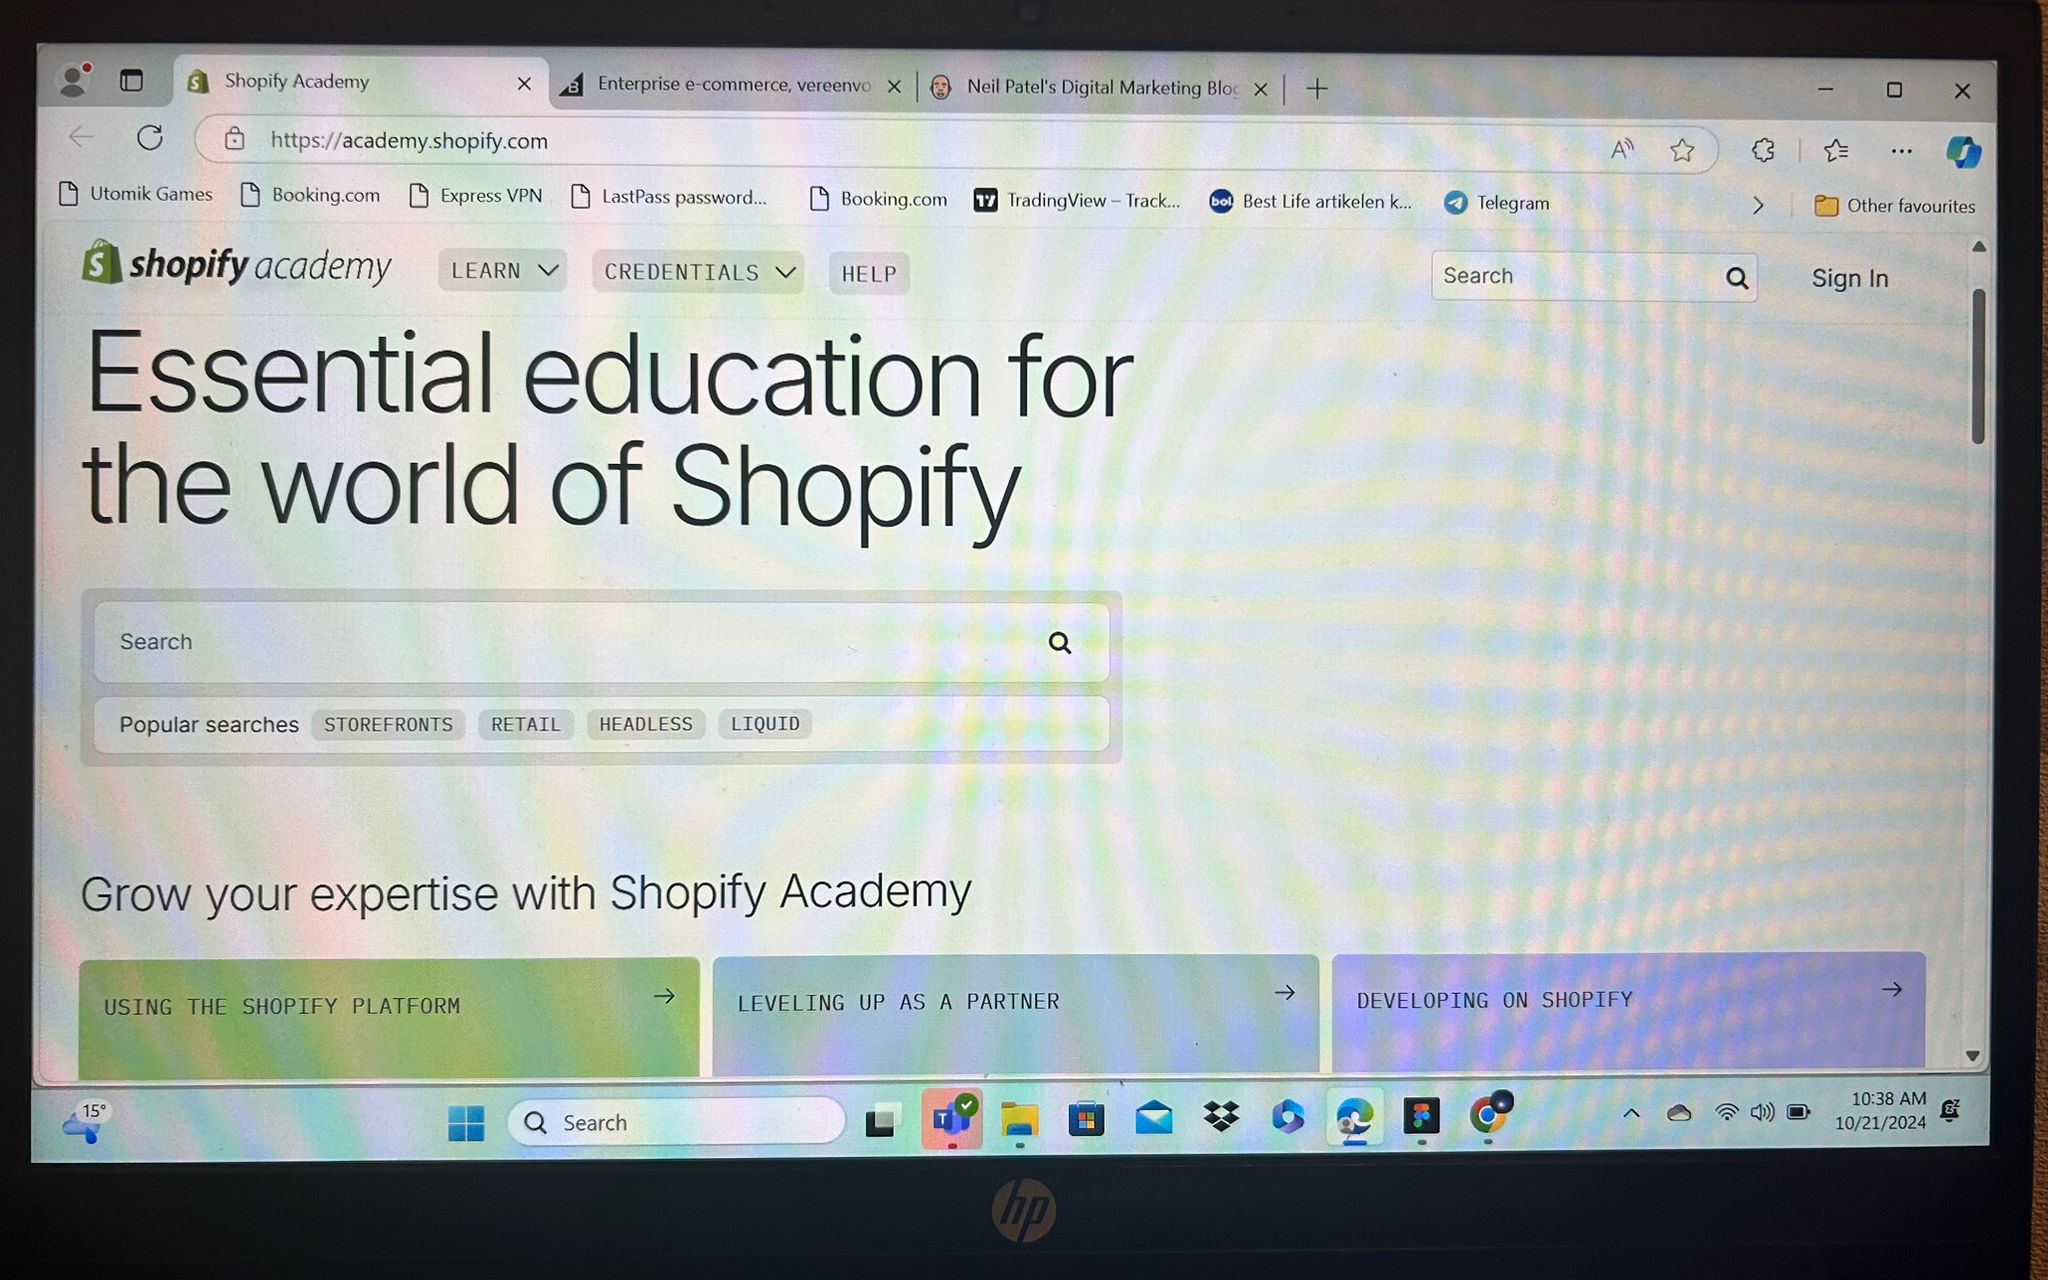 Shopify Academy
Enterprise e-commerce, vereenvo
Neil Patel's Digital Marketing Blo
https://academy.shopify.com
Utomik Games
Booking.com
Express VPN
LastPass password...
Booking.com
TradingView – Track...
bol
Best Life artikelen k...
Telegram
Other favourites
shopify academy
LEARN
CREDENTIALS
HELP
Search
Sign In
Essential education for
the world of Shopify
Search
Popular searches
STOREFRONTS
RETAIL
HEADLESS
LIQUID
Grow your expertise with Shopify Academy
USING THE SHOPIFY PLATFORM
LEVELING UP AS A PARTNER
DEVELOPING ON SHOPIFY
15°
Search
10:38 AM
10/21/2024
hp